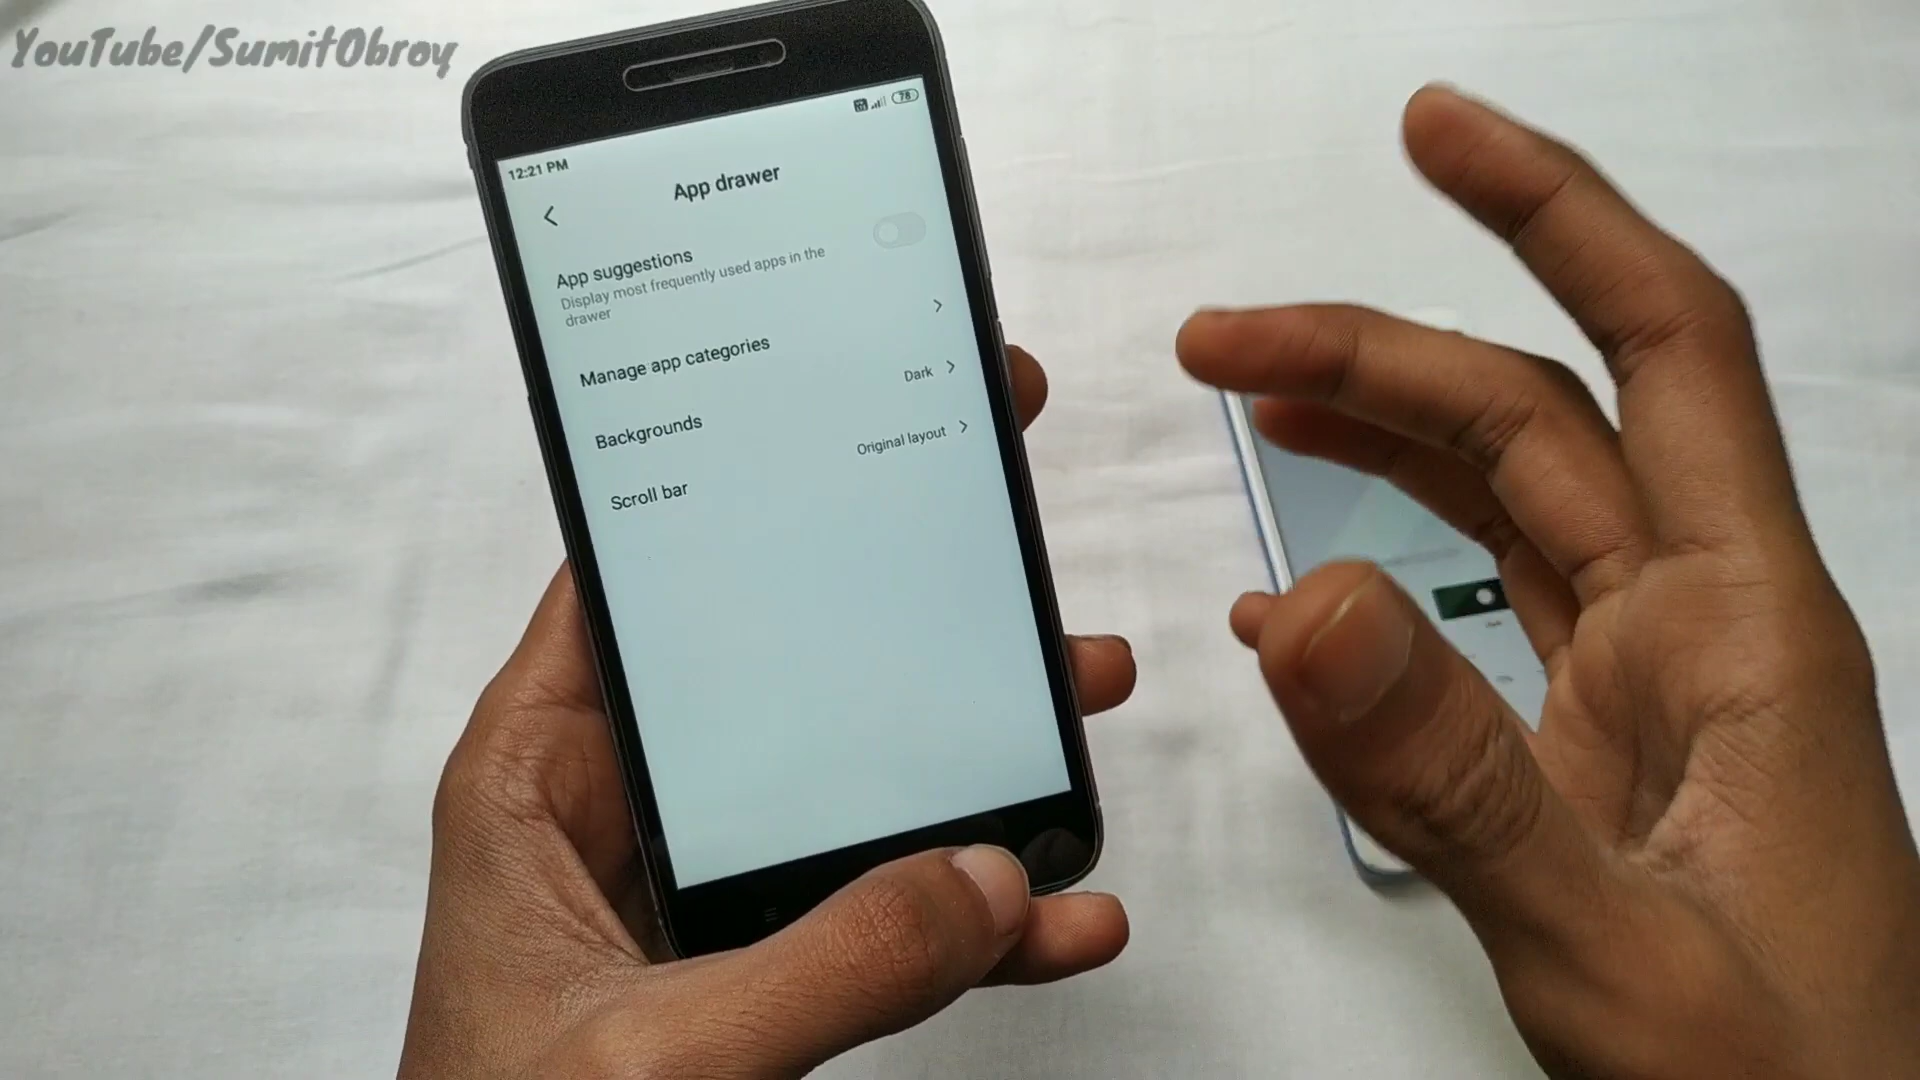 YouTube/SumitObroy
12:21 PM
78
App drawer
App suggestions
Display most frequently used apps in the
drawer
Manage app categories
Backgrounds
Dark
Scroll bar
Original layout